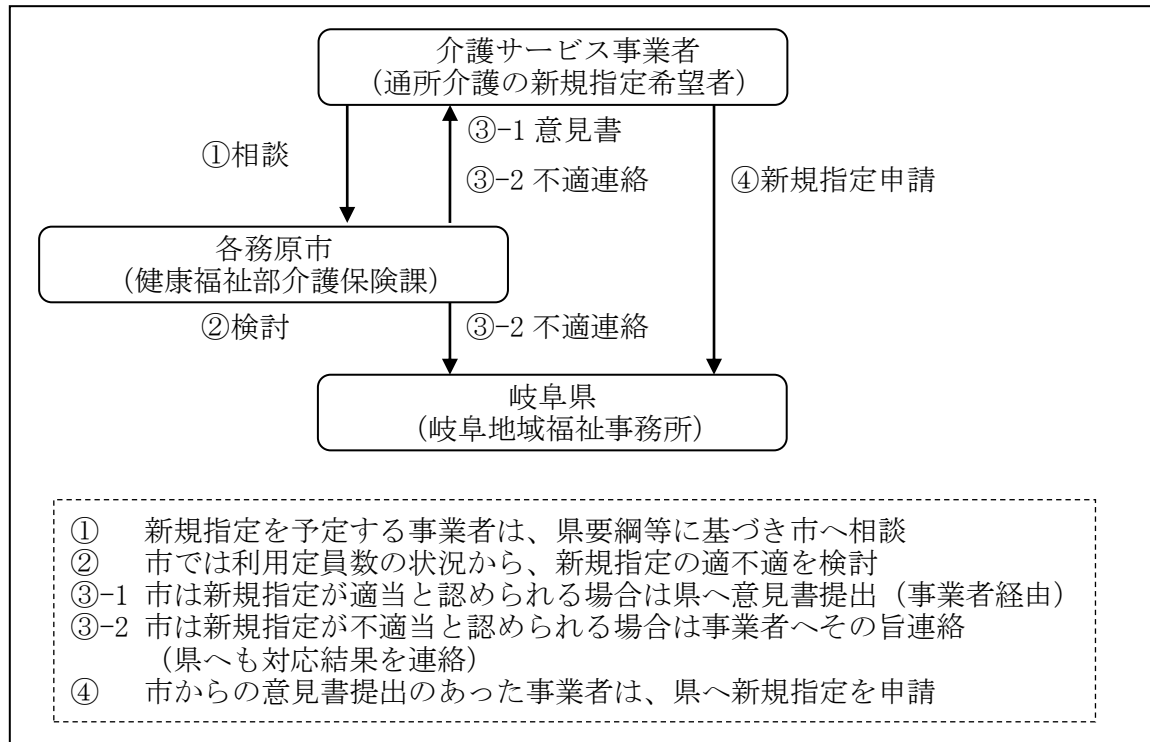 介護サービス事業者
（通所介護の新規指定希望者）
①相談
③-1 意見書
③-2 不適連絡
④新規指定申請
各務原市
（健康福祉部介護保険課）
②検討
③-2 不適連絡
岐阜県
（岐阜地域福祉事務所）
① 新規指定を予定する事業者は、県要綱等に基づき市へ相談
② 市では利用定員数の状況から、新規指定の適不適を検討
③-1 市は新規指定が適当と認められる場合は県へ意見書提出（事業者経由）
③-2 市は新規指定が不適当と認められる場合は事業者へその旨連絡
（県へも対応結果を連絡）
④ 市からの意見書提出のあった事業者は、県へ新規指定を申請